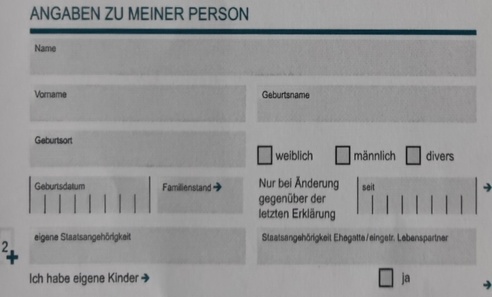 ANGABEN ZU MEINER PERSON
Name
Vorname
Geburtsname
Geburtsort
weiblich männlich divers
Geburtsdatum
Familienstand →
Nur bei Änderung
gegenüber der
letzten Erklärung
seit
2
eigene Staatsangehörigkeit
Staatsangehörigkeit Ehegatte/eingetr. Lebenspartner
Ich habe eigene Kinder →
ja